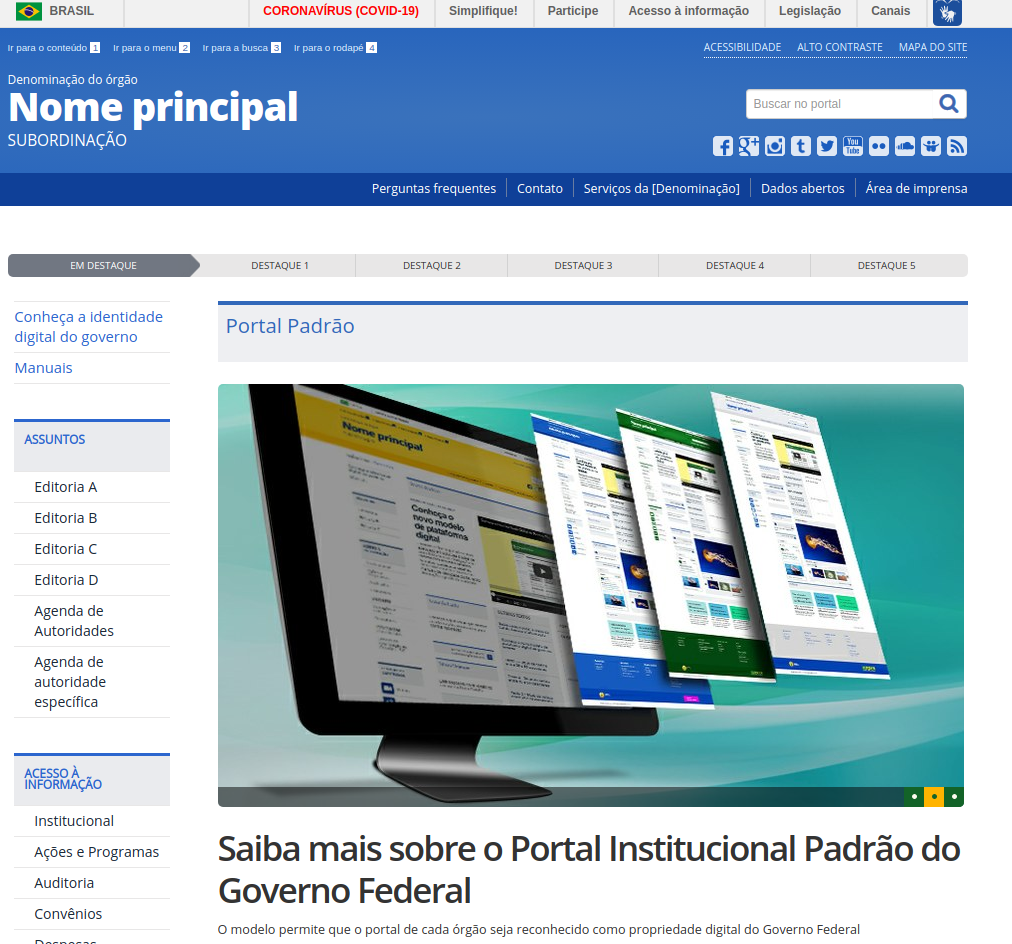 BRASIL
CORONAVÍRUS (COVID-19)
Simplifique!
Participe
Acesso à informação
Legislação
Canais
Ir para o conteúdo 1
Ir para o menu 2
Ir para a busca 3
Ir para o rodapé 4
ACESSIBILIDADE
ALTO CONTRASTE
MAPA DO SITE
Denominação do órgão
Nome principal
SUBORDINAÇÃO
Buscar no portal
You Tube
Perguntas frequentes
Contato
Serviços da [Denominação]
Dados abertos
Área de imprensa
EM DESTAQUE
DESTAQUE 1
DESTAQUE 2
DESTAQUE 3
DESTAQUE 4
DESTAQUE 5
Conheça a identidade
digital do governo
Manuais
ASSUNTOS
Editoria A
Editoria B
Editoria C
Editoria D
Agenda de
Autoridades
Agenda de
autoridade
específica
ACESSO À
INFORMAÇÃO
Institucional
Ações e Programas
Auditoria
Convênios
Despesas
Portal Padrão
Nome principal
Conheça o
novo modelo
de plataforma
digital
Saiba mais sobre o Portal Institucional Padrão do
Governo Federal
O modelo permite que o portal de cada órgão seja reconhecido como propriedade digital do Governo Federal